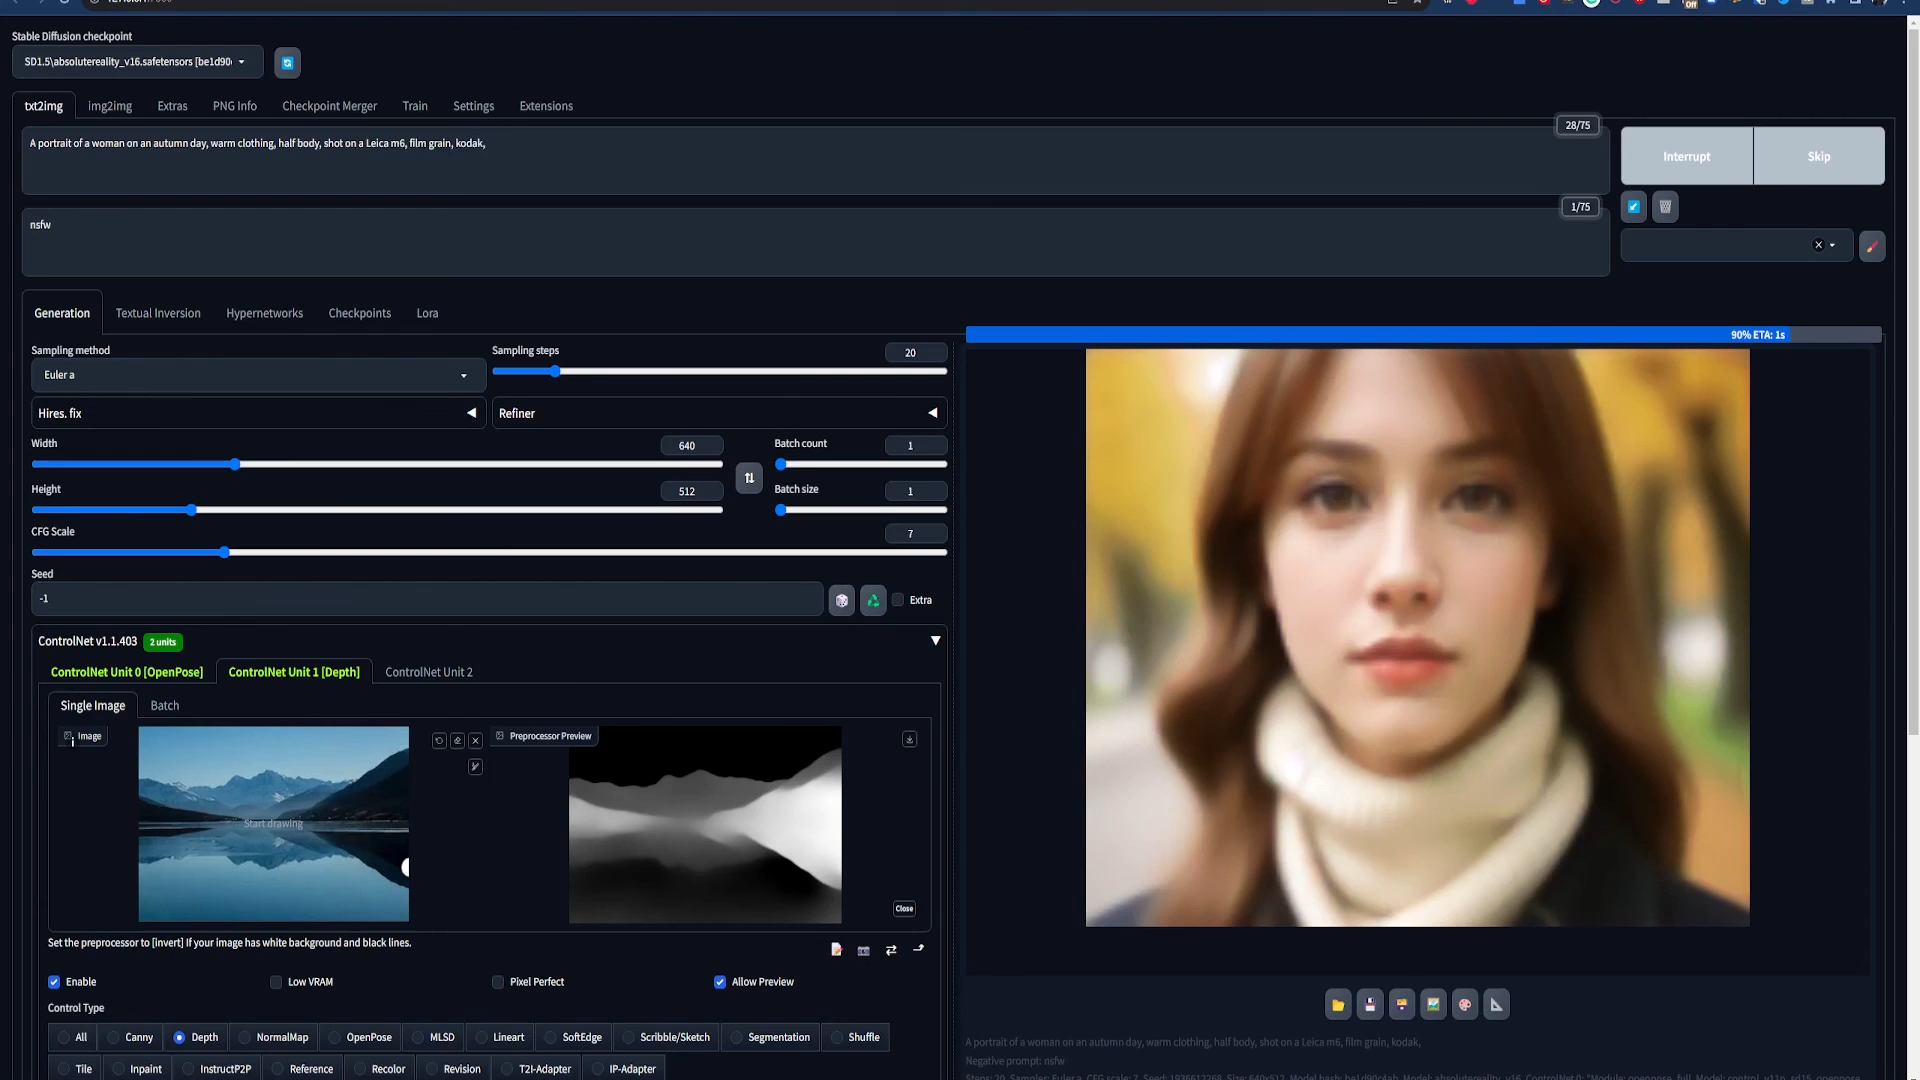 Off
Stable Diffusion checkpoint
SD1.5\absolutereality_v16.safetensors [be1d90
txt2img img2img Extras PNG Info Checkpoint Merger Train Settings Extensions
28/75
A portrait of a woman on an autumn day, warm clothing, half body, shot on a Leica m6, film grain, kodak,
Interrupt Skip
1/75
nsfw
Generation Textual Inversion Hypernetworks Checkpoints Lora
90% ETA: 1s
Sampling method
Euler a
Sampling steps 20
Hires. fix
Refiner
Width 640
Batch count 1
Height 512
Batch size 1
CFG Scale 7
Seed
-1
Extra
ControlNet v1.1.403 2 units
ControlNet Unit 0 [OpenPose] ControlNet Unit 1 [Depth] ControlNet Unit 2
Single Image Batch
Image
Preprocessor Preview
Start drawing
Close
Set the preprocessor to [invert] If your image has white background and black lines.
Enable Low VRAM Pixel Perfect Allow Preview
Control Type
All Canny Depth NormalMap OpenPose MLSD Lineart SoftEdge Scribble/Sketch Segmentation Shuffle
Tile Inpaint InstructP2P Reference Recolor Revision T2I-Adapter IP-Adapter
A portrait of a woman on an autumn day, warm clothing, half body, shot on a Leica m6, film grain, kodak,
Negative prompt: nsfw